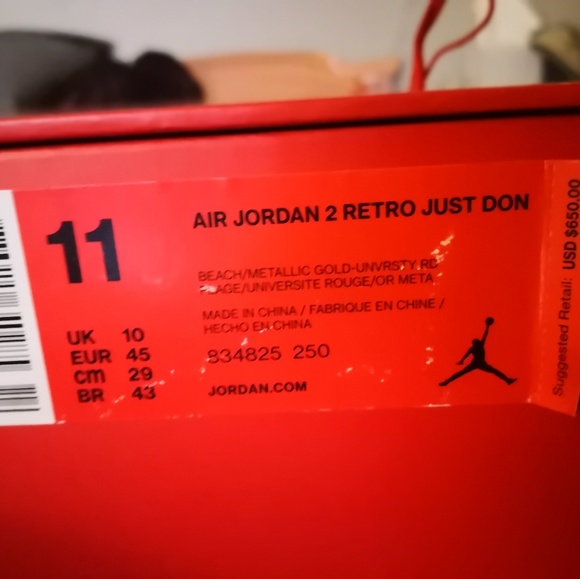 11
AIR JORDAN 2 RETRO JUST DON
BEACH/METALLIC GOLD-UNVRSTY RD
/UNIVERSITE ROUGE/OR META
MADE IN CHINA / FABRIQUE EN CHINE /
HECHO EN CHINA
UK 10
EUR 45
cm 29
BR 43
834825 250
JORDAN.COM
Suggested Retail: USD $650.00